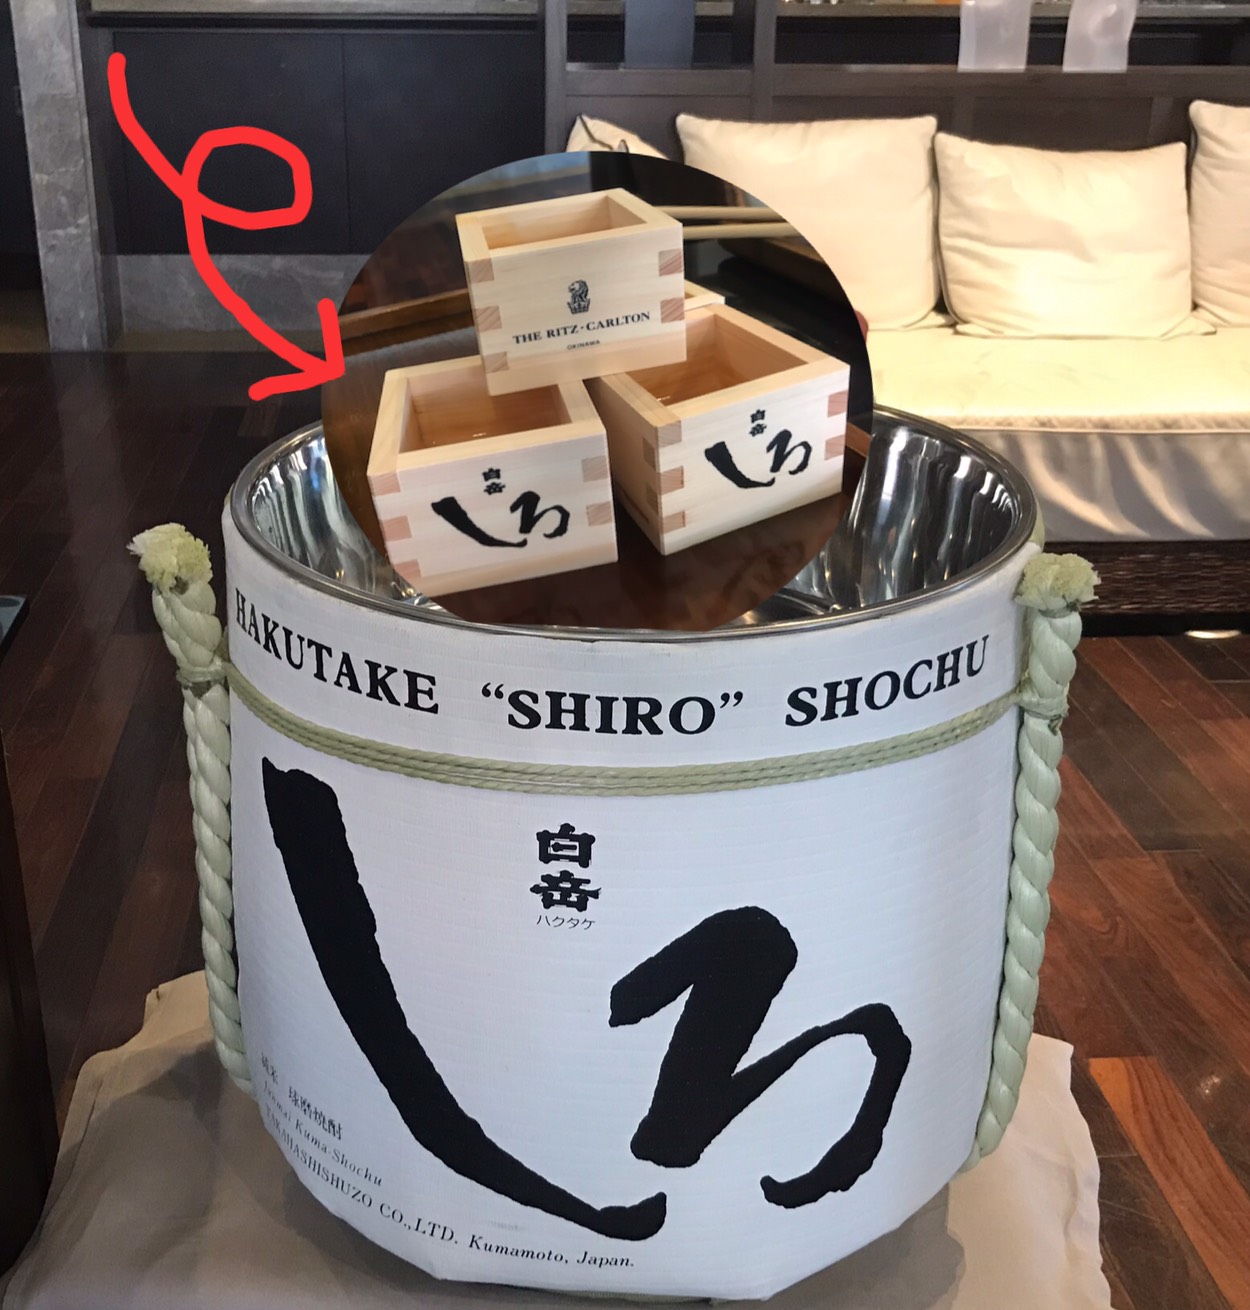 THE RITZ-CARLTON
OKINAWA
白岳
しろ
白岳
しろ
HAKUTAKE “SHIRO” SHOCHU
白岳
ハクタケ
しろ
純米 球磨焼酎
Junmai Kuma-Shochu
TAKAHASHISHUZO CO.,LTD. Kumamoto, Japan.